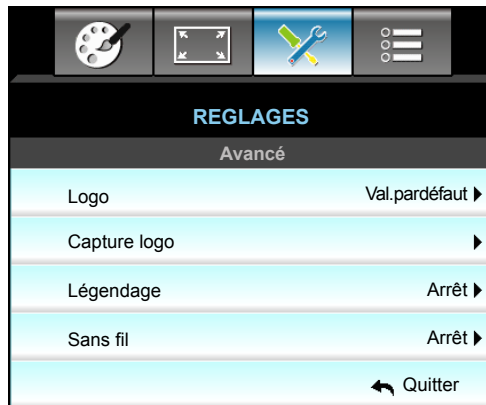 REGLAGES
Avancé
Logo Val.pardéfaut
Capture logo
Légendage Arrêt
Sans fil Arrêt
Quitter